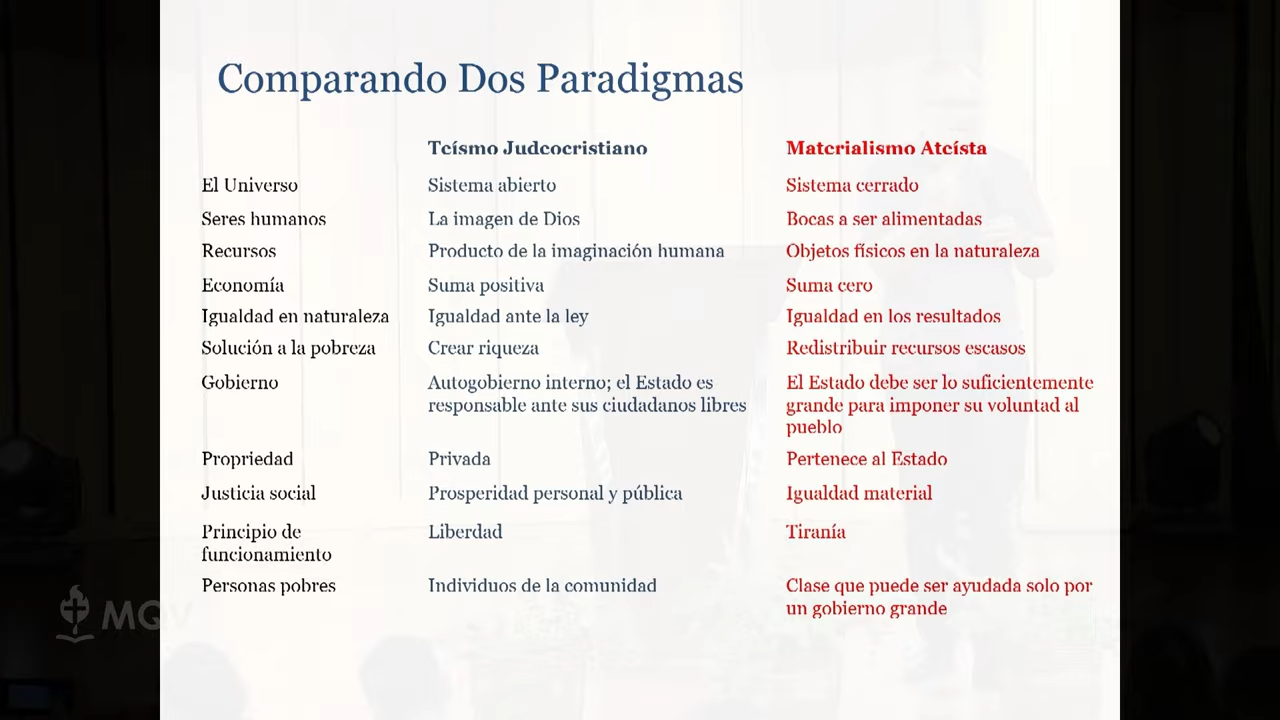 Comparando Dos Paradigmas
Teísmo Judeocristiano Materialismo Ateísta
El Universo Sistema abierto Sistema cerrado
Seres humanos La imagen de Dios Bocas a ser alimentadas
Recursos Producto de la imaginación humana Objetos físicos en la naturaleza
Economía Suma positiva Suma cero
Igualdad en naturaleza Igualdad ante la ley Igualdad en los resultados
Solución a la pobreza Crear riqueza Redistribuir recursos escasos
Gobierno Autogobierno interno; el Estado es El Estado debe ser lo suficientemente
responsable ante sus ciudadanos libres grande para imponer su voluntad al
pueblo
Propriedad Privada Pertenece al Estado
Justicia social Prosperidad personal y pública Igualdad material
Principio de Liberdad Tiranía
funcionamiento
Personas pobres Individuos de la comunidad Clase que puede ser ayudada solo por
un gobierno grande
MGV